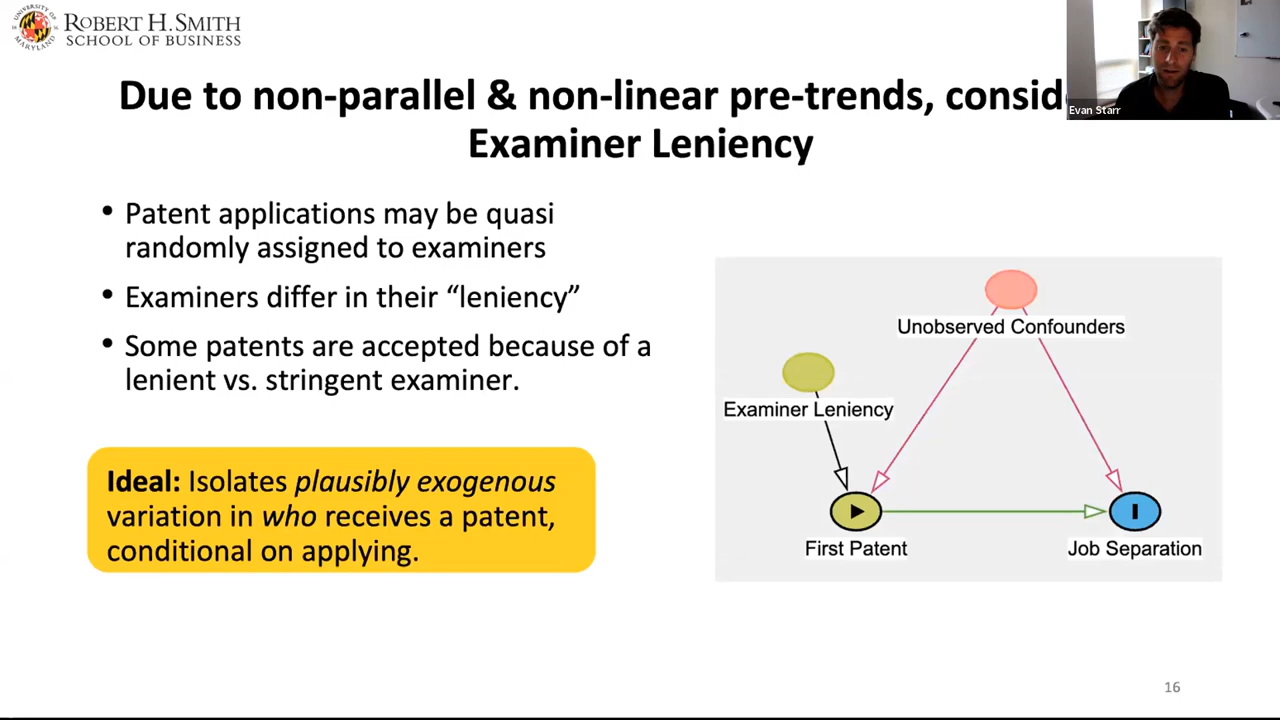 UNIVERSITY OF
MARYLAND
ROBERT H. SMITH
SCHOOL OF BUSINESS
Evan Starr
Due to non-parallel & non-linear pre-trends, consid
Examiner Leniency
• Patent applications may be quasi
randomly assigned to examiners
• Examiners differ in their “leniency”
• Some patents are accepted because of a
lenient vs. stringent examiner.
Ideal: Isolates plausibly exogenous
variation in who receives a patent,
conditional on applying.
Unobserved Confounders
Examiner Leniency
First Patent
Job Separation
16